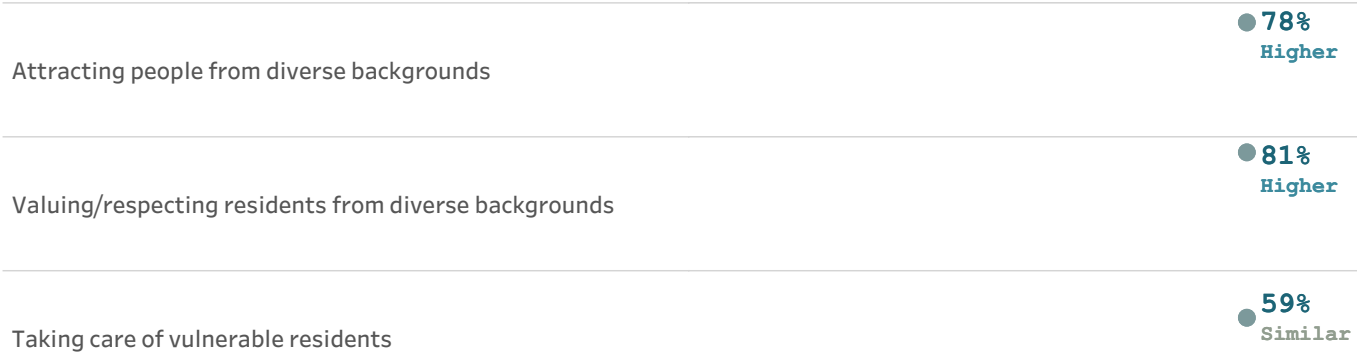 78%
Higher
Attracting people from diverse backgrounds
81%
Higher
Valuing/respecting residents from diverse backgrounds
59%
Similar
Taking care of vulnerable residents